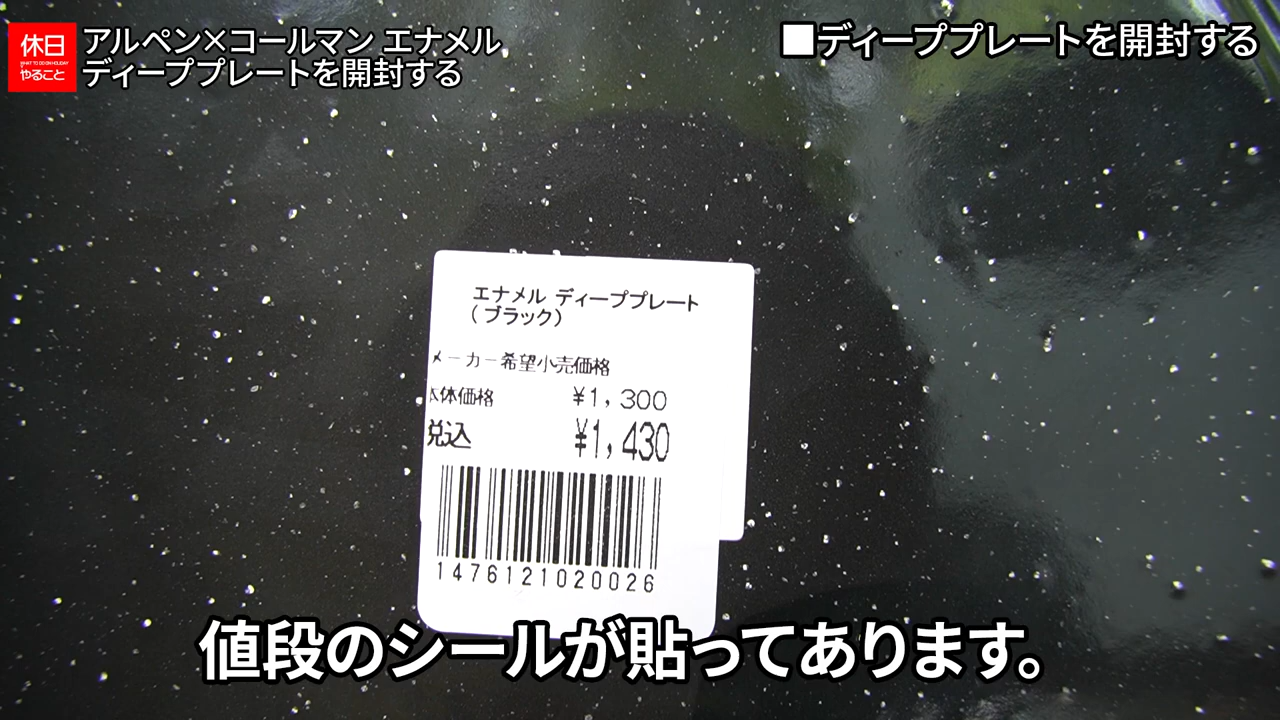 休日
WHAT TO DO ON HOLIDAY
やること
アルペン×コールマン エナメル
ディーププレートを開封する
■ディーププレートを開封する
エナメル ディーププレート
(ブラック)
メーカー希望小売価格
本体価格 ¥1,300
税込 ¥1,430
1476121020026
値段のシールが貼ってあります。